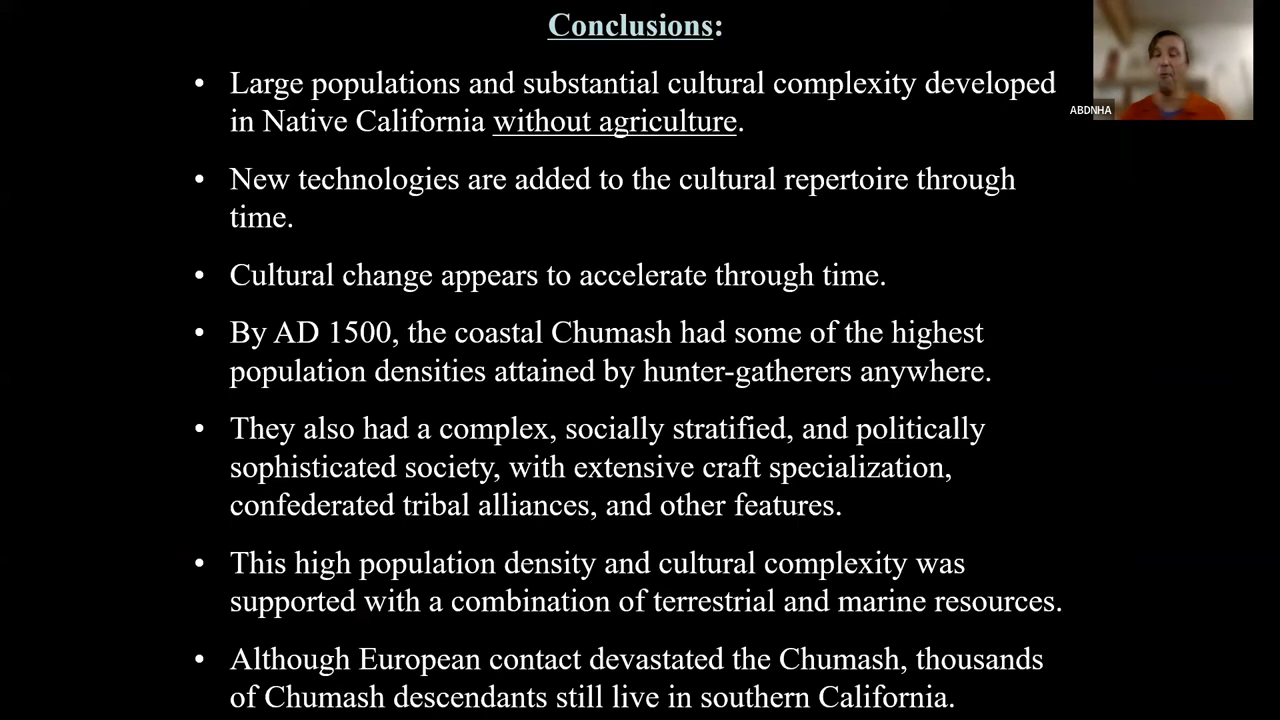 Conclusions:
ABDNHA
• Large populations and substantial cultural complexity developed
in Native California without agriculture.
• New technologies are added to the cultural repertoire through
time.
• Cultural change appears to accelerate through time.
• By AD 1500, the coastal Chumash had some of the highest
population densities attained by hunter-gatherers anywhere.
• They also had a complex, socially stratified, and politically
sophisticated society, with extensive craft specialization,
confederated tribal alliances, and other features.
• This high population density and cultural complexity was
supported with a combination of terrestrial and marine resources.
• Although European contact devastated the Chumash, thousands
of Chumash descendants still live in southern California.